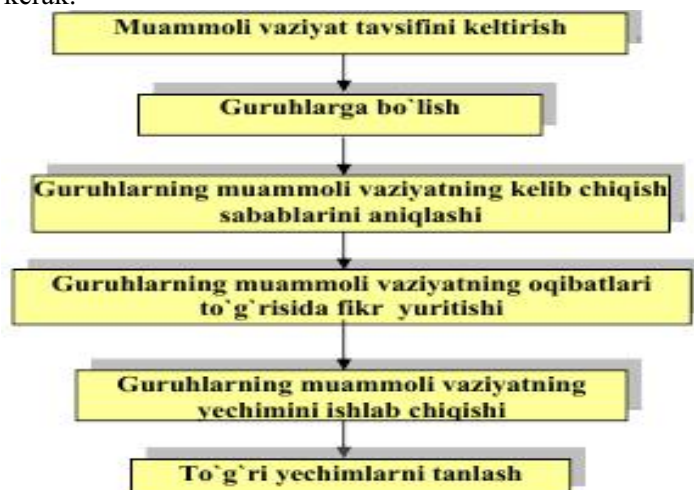 kerak.
Muammoli vaziyat tavsifini keltirish
Guruhlarga bo`lish
Guruhlarning muammoli vaziyatning kelib chiqish
sabablarini aniqlashi
Guruhlarning muammoli vaziyatning oqibatlari
to`g`risida fikr yuritishi
Guruhlarning muammoli vaziyatning
yechimini ishlab chiqishi
To`g`ri yechimlarni tanlash